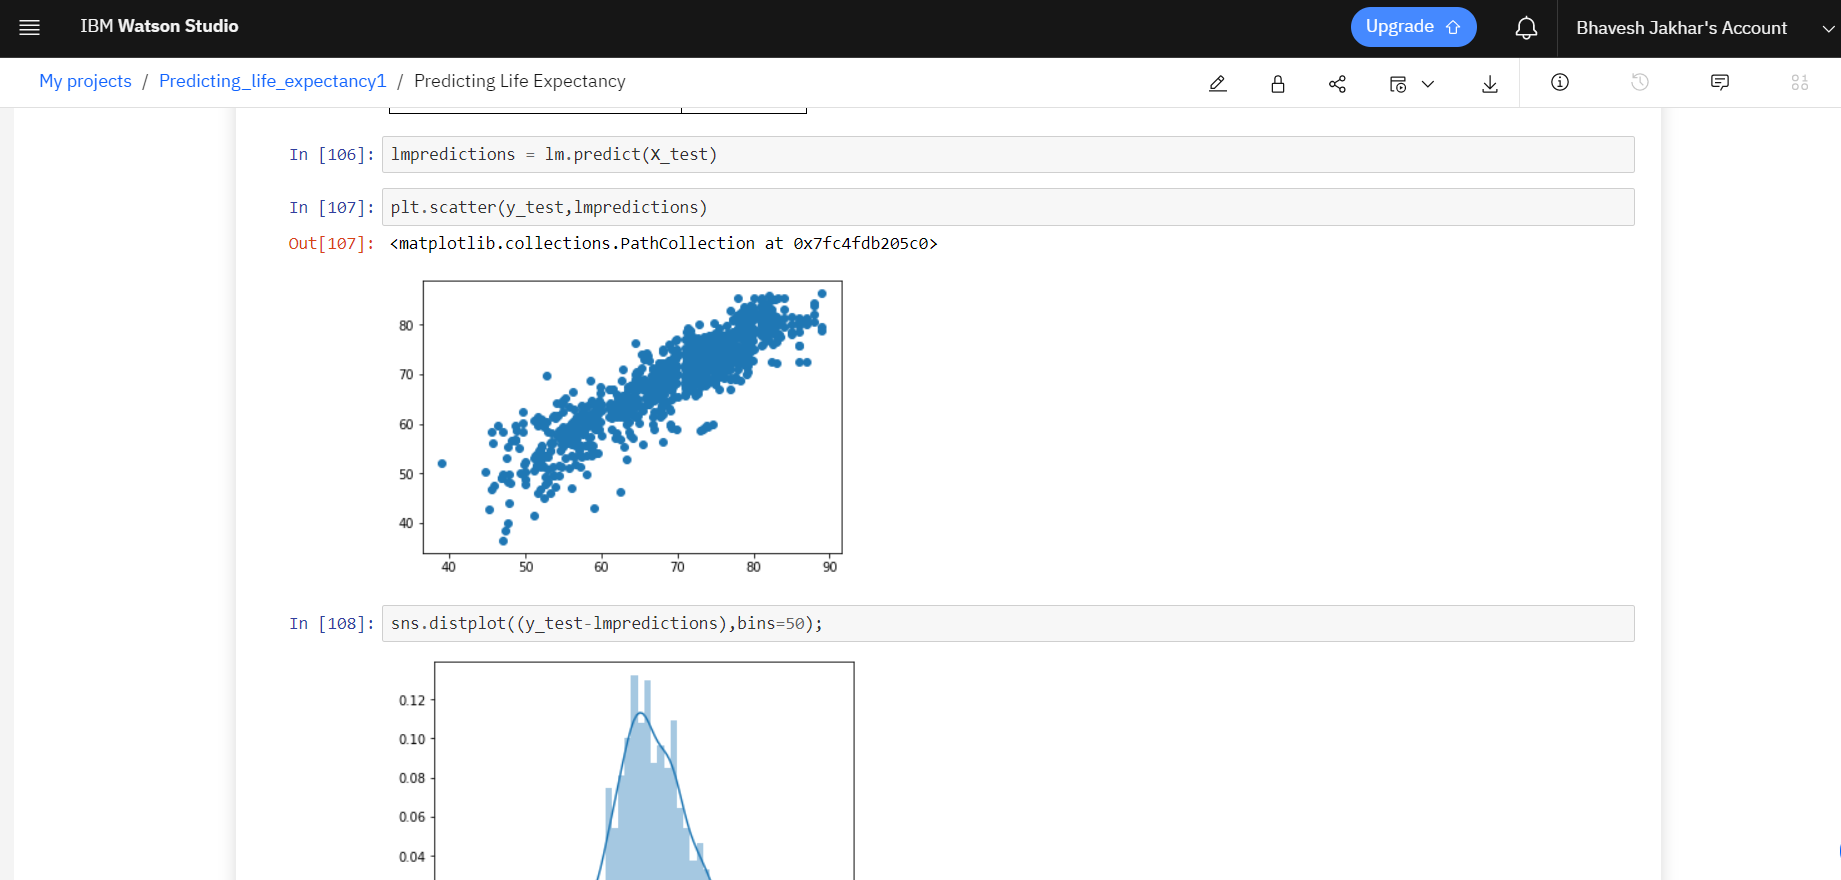 IBM Watson Studio
Upgrade
Bhavesh Jakhar's Account
My projects / Predicting_life_expectancy1 / Predicting Life Expectancy
In [106]: lmpredictions = lm.predict(X_test)
In [107]: plt.scatter(y_test,lmpredictions)
Out[107]: <matplotlib.collections.PathCollection at 0x7fc4fdb205c0>
80
70
60
50
40
40 50 60 70 80 90
In [108]: sns.distplot((y_test-lmpredictions),bins=50);
0.12
0.10
0.08
0.06
0.04